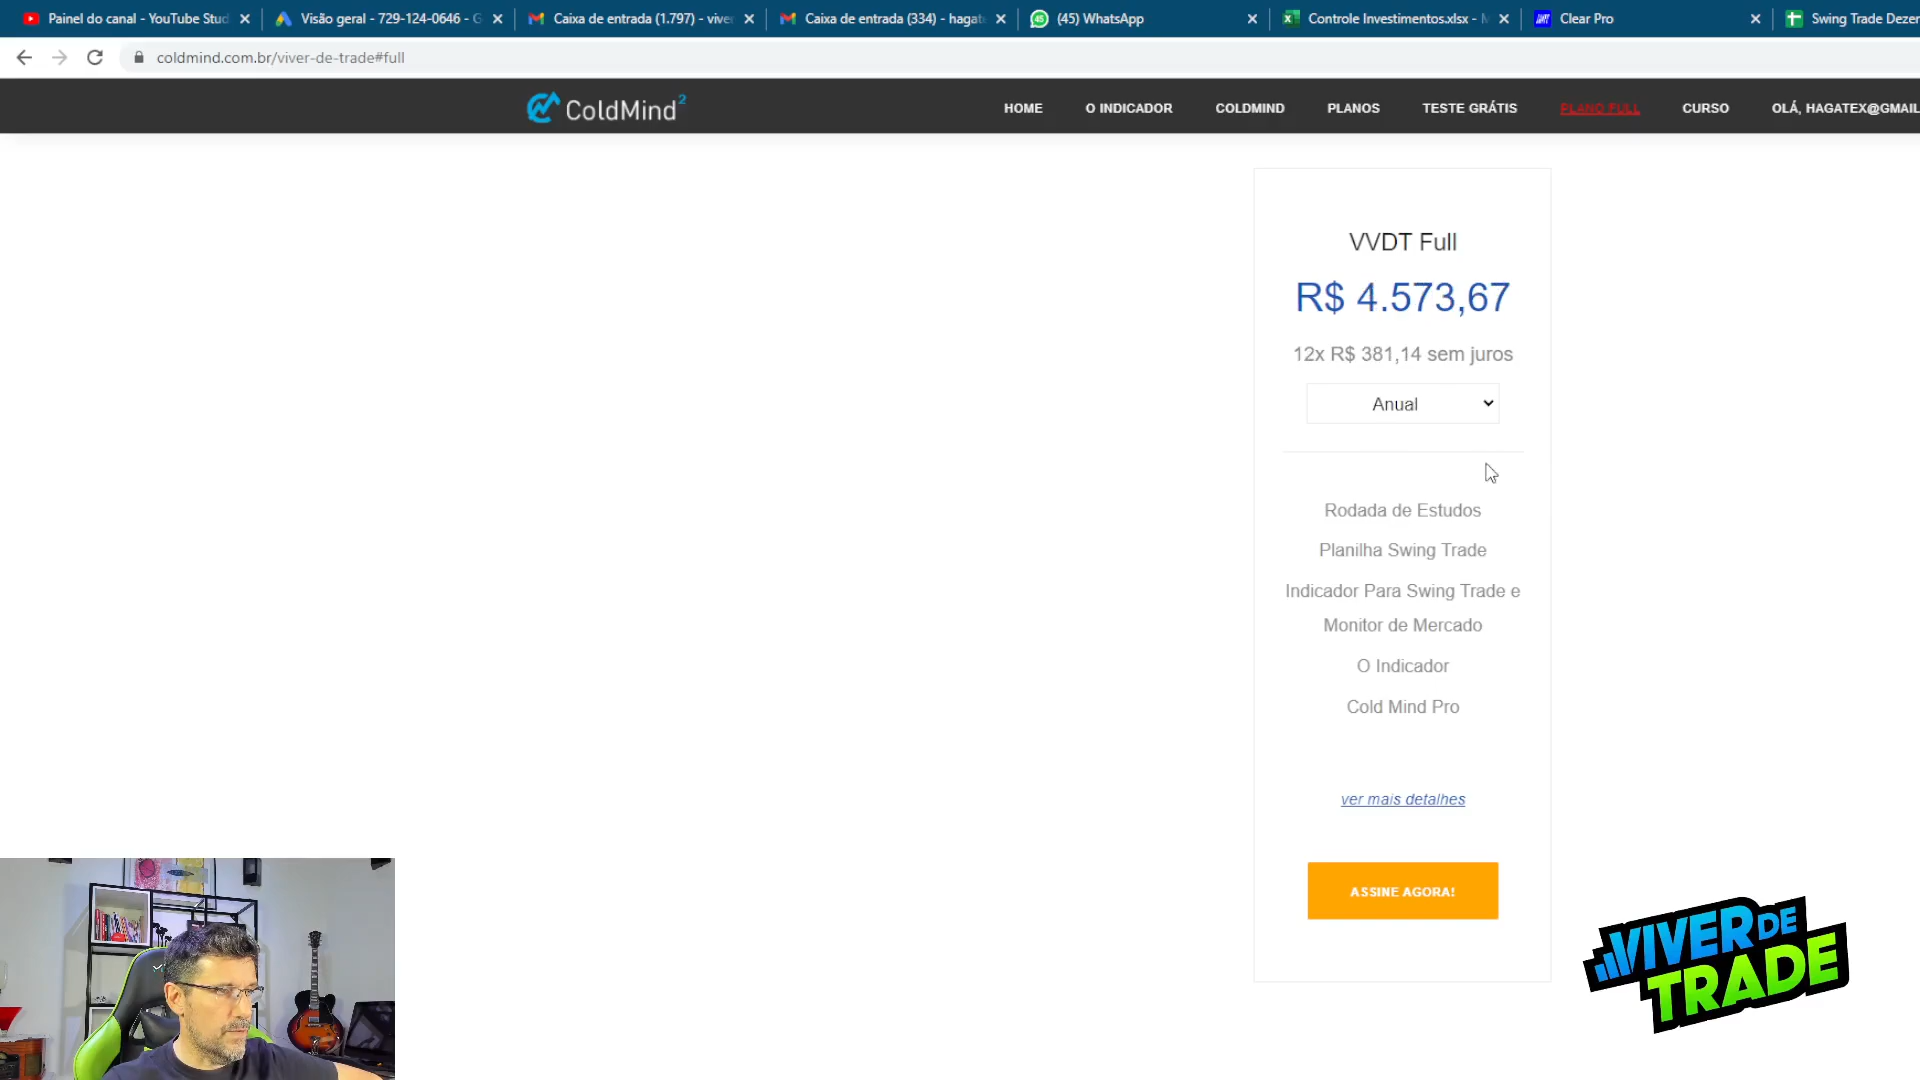 Painel do canal - YouTube Stud
Visão geral - 729-124-0646 - G
Caixa de entrada (1.797) - viver
Caixa de entrada (334) - hagate
(45) WhatsApp
Controle Investimentos.xlsx - M
Clear Pro
Swing Trade Dezem
coldmind.com.br/viver-de-trade#full
ColdMind²
HOME
O INDICADOR
COLDMIND
PLANOS
TESTE GRÁTIS
PLANO FULL
CURSO
OLÁ, HAGATEX@GMAIL
VVDT Full
R$ 4.573,67
12x R$ 381,14 sem juros
Anual
Rodada de Estudos
Planilha Swing Trade
Indicador Para Swing Trade e
Monitor de Mercado
O Indicador
Cold Mind Pro
ver mais detalhes
ASSINE AGORA!
VIVER DE
TRADE